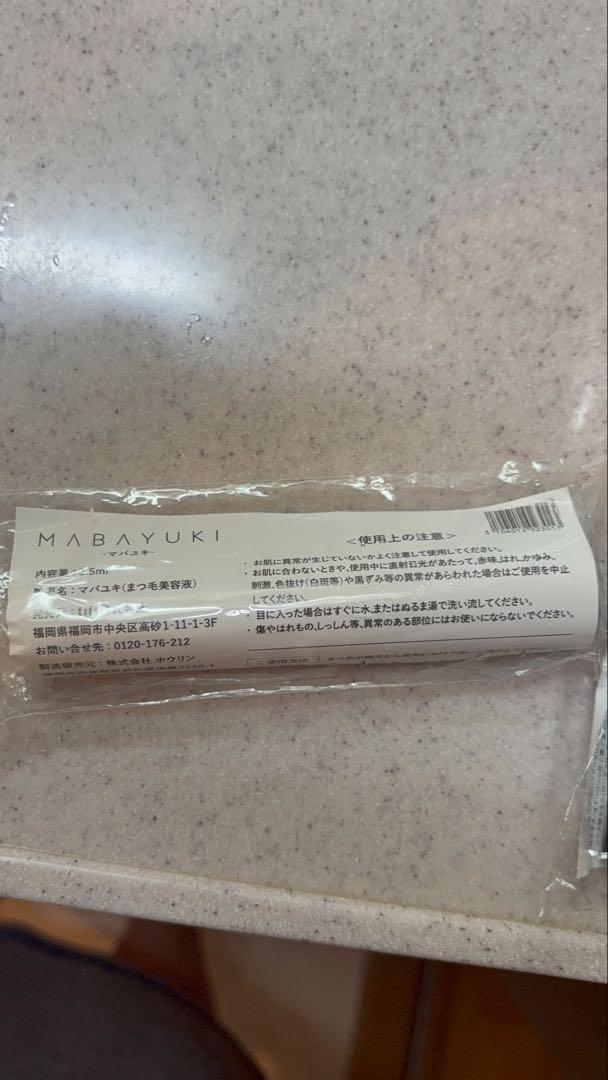 MABAYUKI
-マバユキ-
内容量
マバユキ(まつ毛美容液)
福岡県福岡市中央区高砂1-11-1-3F
お問い合せ先:0120-176-212
製造販売元:株式会社 ホウリン
<使用上の注意>
・お肌に異常が生じていないかよく注意して使用してください。
・お肌に合わないときや、使用中に直射日光があたって、赤味、はれ、かゆみ、
刺激、色抜け(白斑等)や黒ずみ等の異常があらわれた場合はご使用を中止
してください。
・目に入った場合はすぐに水、またはぬるま湯で洗い流してください。
・傷やはれもの、しっしん等、異常のある部位にはお使いにならないでください。
ご使用方法